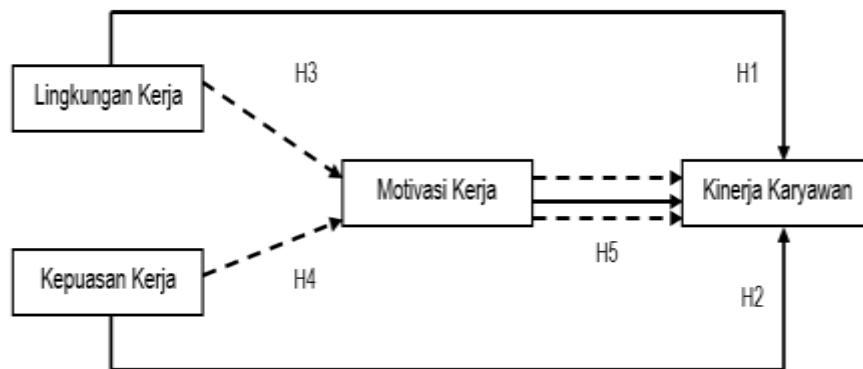 H3
H1
Lingkungan Kerja
Motivasi Kerja
Kinerja Karyawan
H5
Kepuasan Kerja
H4
H2